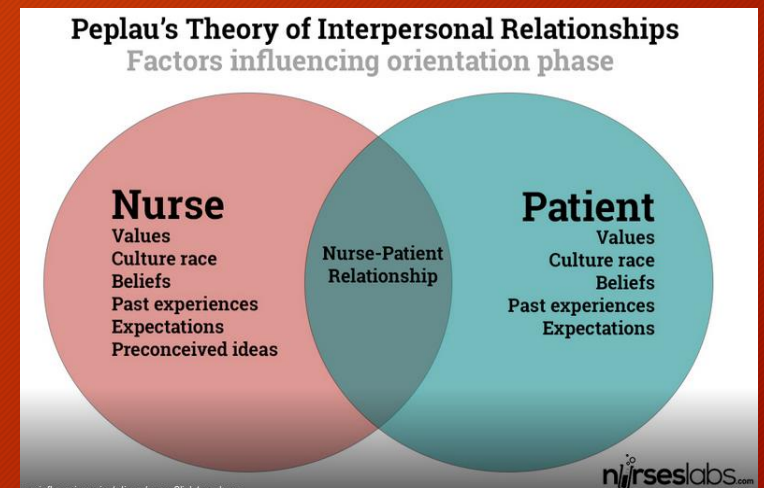 Peplau's Theory of Interpersonal Relationships
Factors influencing orientation phase
Nurse
Values
Culture race
Beliefs
Past experiences
Expectations
Preconceived ideas
Nurse-Patient
Relationship
Patient
Values
Culture race
Beliefs
Past experiences
Expectations
nurseslabs.com